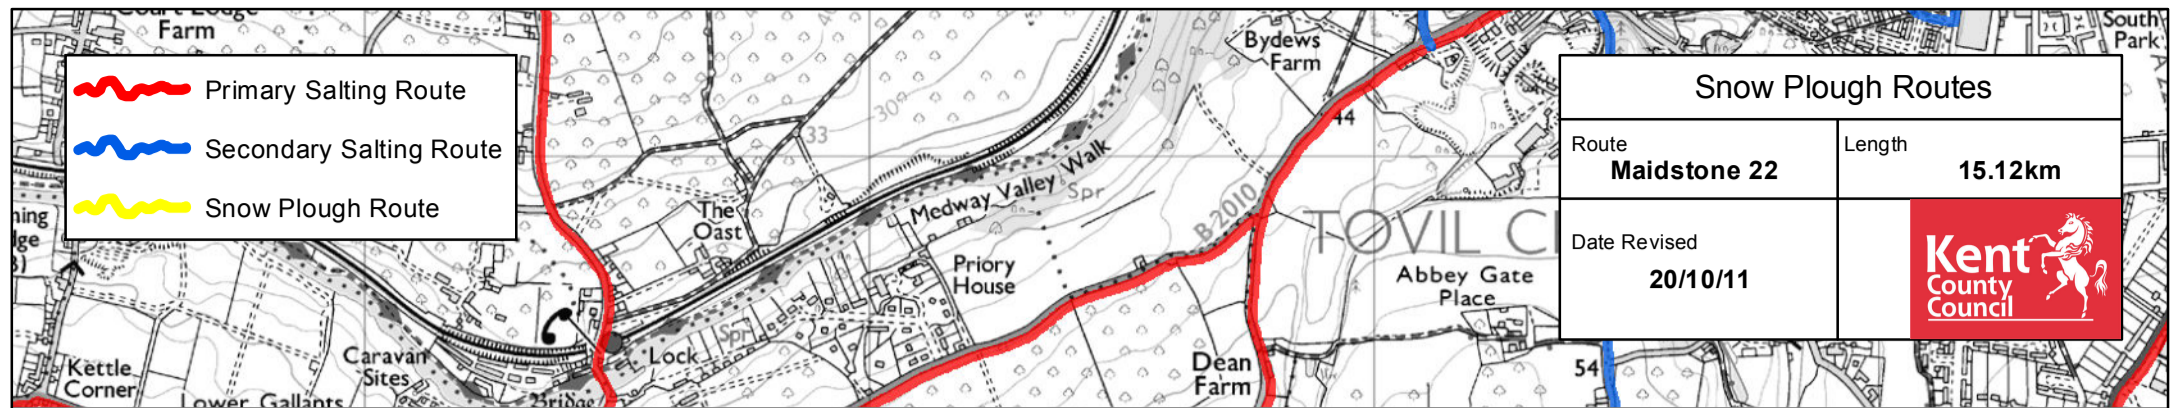 Court Lodge
Farm
Primary Salting Route
Secondary Salting Route
Snow Plough Route
33
30
The
Oast
Medway Valley Walk
Spr
Bydews
Farm
44
B 2010
TOVIL
Priory
House
Abbey Gate
Place
Dean
Farm
54
Spr
Lock
Caravan
Sites
Kettle
Corner
Lower Gallants
Bridge
South
Park
Snow Plough Routes
Route
Maidstone 22
Length
15.12km
Date Revised
20/10/11
Kent
County
Council